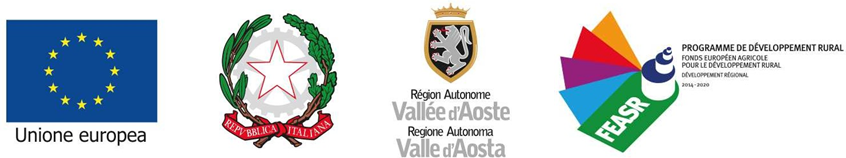 Unione europea
REPVBBLICA ITALIANA
Région Autonome
Vallée d'Aoste
Regione Autonoma
Valle d'Aosta
FEASR
PROGRAMME DE DÉVELOPPEMENT RURAL
FONDS EUROPÉEN AGRICOLE
POUR LE DÉVELOPPEMENT RURAL
DÉVELOPPEMENT RÉGIONAL
2014-2020